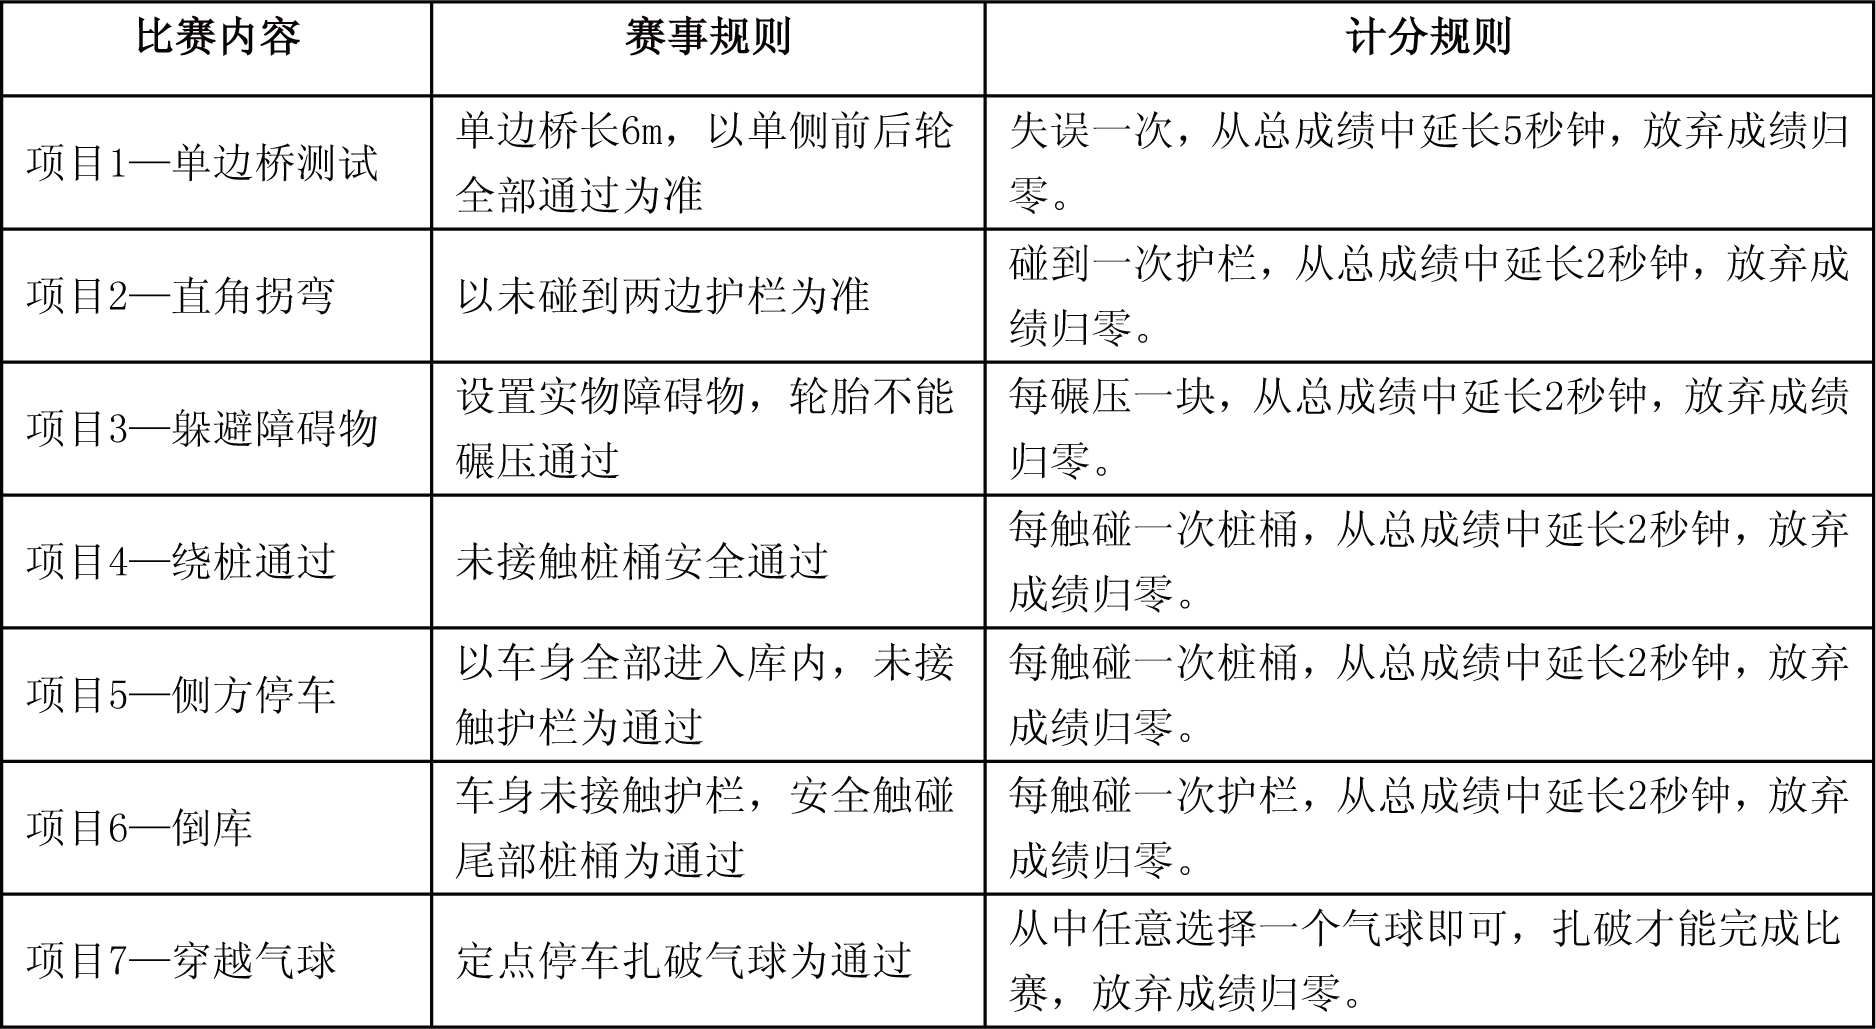 比赛内容
赛事规则
计分规则
项目1—单边桥测试
单边桥长6m，以单侧前后轮
全部通过为准
失误一次，从总成绩中延长5秒钟，放弃成绩归
零。
项目2—直角拐弯
以未碰到两边护栏为准
碰到一次护栏，从总成绩中延长2秒钟，放弃成
绩归零。
项目3—躲避障碍物
设置实物障碍物，轮胎不能
碾压通过
每碾压一块，从总成绩中延长2秒钟，放弃成绩
归零。
项目4—绕桩通过
未接触桩桶安全通过
每触碰一次桩桶，从总成绩中延长2秒钟，放弃
成绩归零。
项目5—侧方停车
以车身全部进入库内，未接
触护栏为通过
每触碰一次桩桶，从总成绩中延长2秒钟，放弃
成绩归零。
项目6—倒库
车身未接触护栏，安全触碰
尾部桩桶为通过
每触碰一次护栏，从总成绩中延长2秒钟，放弃
成绩归零。
项目7—穿越气球
定点停车扎破气球为通过
从中任意选择一个气球即可，扎破才能完成比
赛，放弃成绩归零。